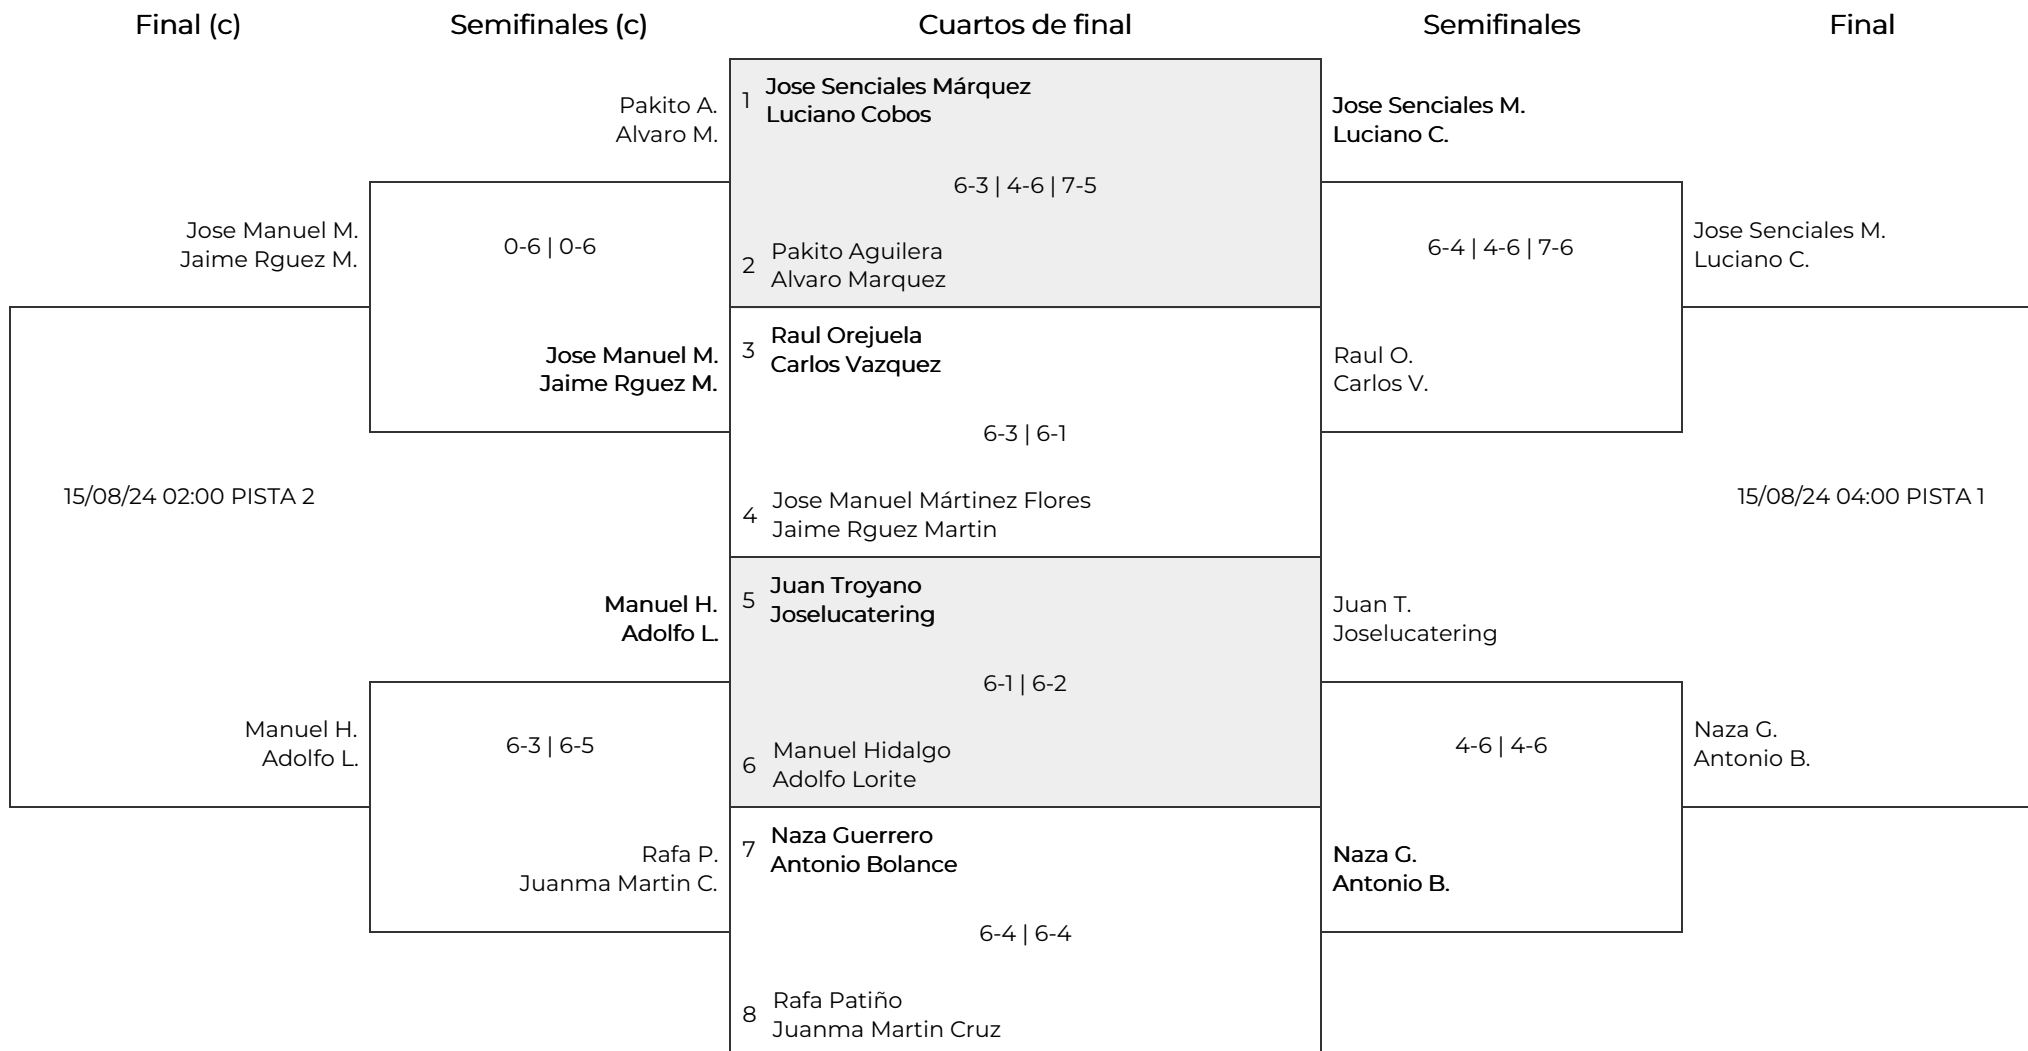 Final (c)
Semifinales (c)
Cuartos de final
Semifinales
Final
Jose Manuel M.
Jaime Rguez M.
15/08/24 02:00 PISTA 2
Manuel H.
Adolfo L.
Pakito A.
Alvaro M.
0-6 | 0-6
Jose Manuel M.
Jaime Rguez M.
Manuel H.
Adolfo L.
6-3 | 6-5
Rafa P.
Juanma Martin C.
1
Jose Senciales Márquez
Luciano Cobos
6-3 | 4-6 | 7-5
2
Pakito Aguilera
Alvaro Marquez
3
Raul Orejuela
Carlos Vazquez
6-3 | 6-1
4
Jose Manuel Mártinez Flores
Jaime Rguez Martin
5
Juan Troyano
Joselucatering
6-1 | 6-2
6
Manuel Hidalgo
Adolfo Lorite
7
Naza Guerrero
Antonio Bolance
6-4 | 6-4
8
Rafa Patiño
Juanma Martin Cruz
Jose Senciales M.
Luciano C.
6-4 | 4-6 | 7-6
Raul O.
Carlos V.
Juan T.
Joselucatering
4-6 | 4-6
Naza G.
Antonio B.
Jose Senciales M.
Luciano C.
15/08/24 04:00 PISTA 1
Naza G.
Antonio B.